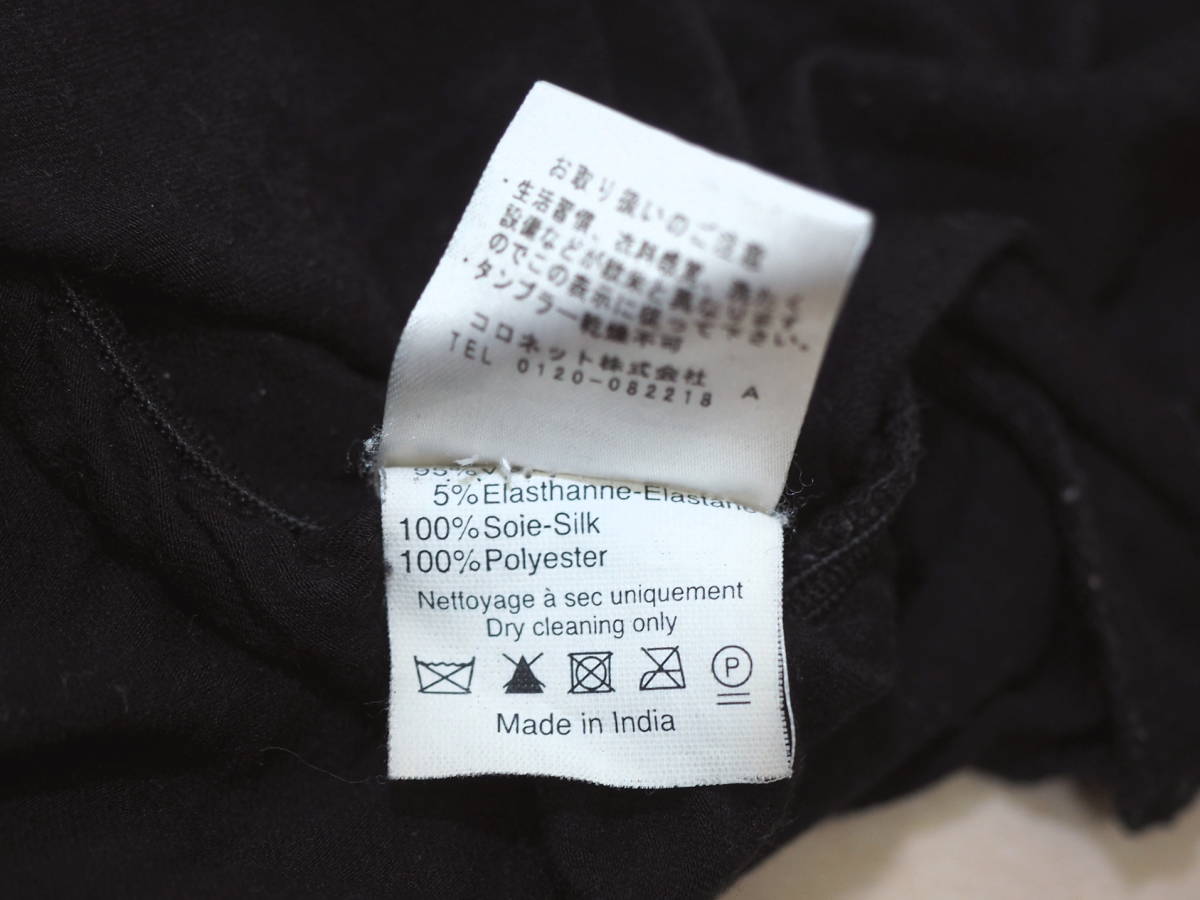 お取り扱いのご注意
・生活習慣、衣料感覚、洗たく
設備などが欧米と異なります
のでこの表示に従って下さい。
・タンブラー乾燥不可
コロネット株式会社 A
TEL 0120-082218
95%
5%Elasthanne-Elastane
100%Soie-Silk
100%Polyester
Nettoyage à sec uniquement
Dry cleaning only
P
Made in India